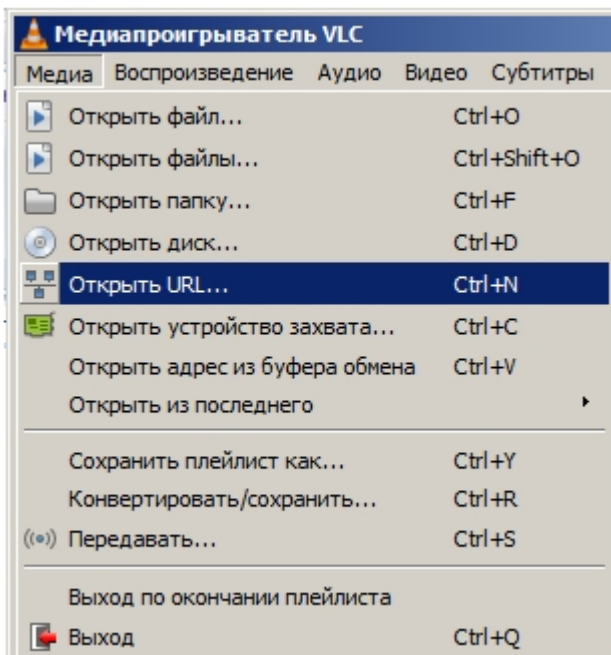 Медиапроигрыватель VLC
Медиа Воспроизведение Аудио Видео Субтитры
Открыть файл... Ctrl+O
Открыть файлы... Ctrl+Shift+O
Открыть папку... Ctrl+F
Открыть диск... Ctrl+D
Открыть URL... Ctrl+N
Открыть устройство захвата... Ctrl+C
Открыть адрес из буфера обмена Ctrl+V
Открыть из последнего
Сохранить плейлист как... Ctrl+Y
Конвертировать/сохранить... Ctrl+R
Передавать... Ctrl+S
Выход по окончании плейлиста
Выход Ctrl+Q